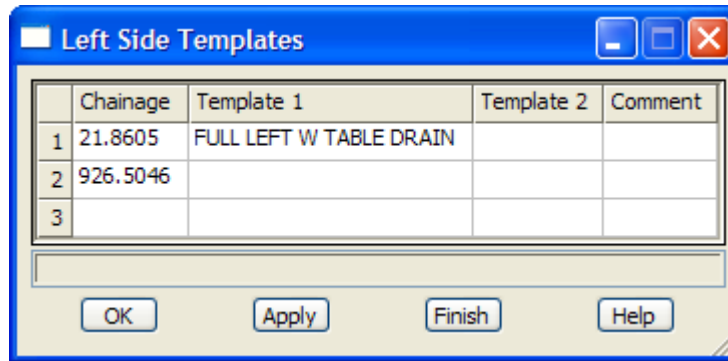 Left Side Templates
Chainage Template 1 Template 2 Comment
1 21.8605 FULL LEFT W TABLE DRAIN
2 926.5046
3
OK Apply Finish Help